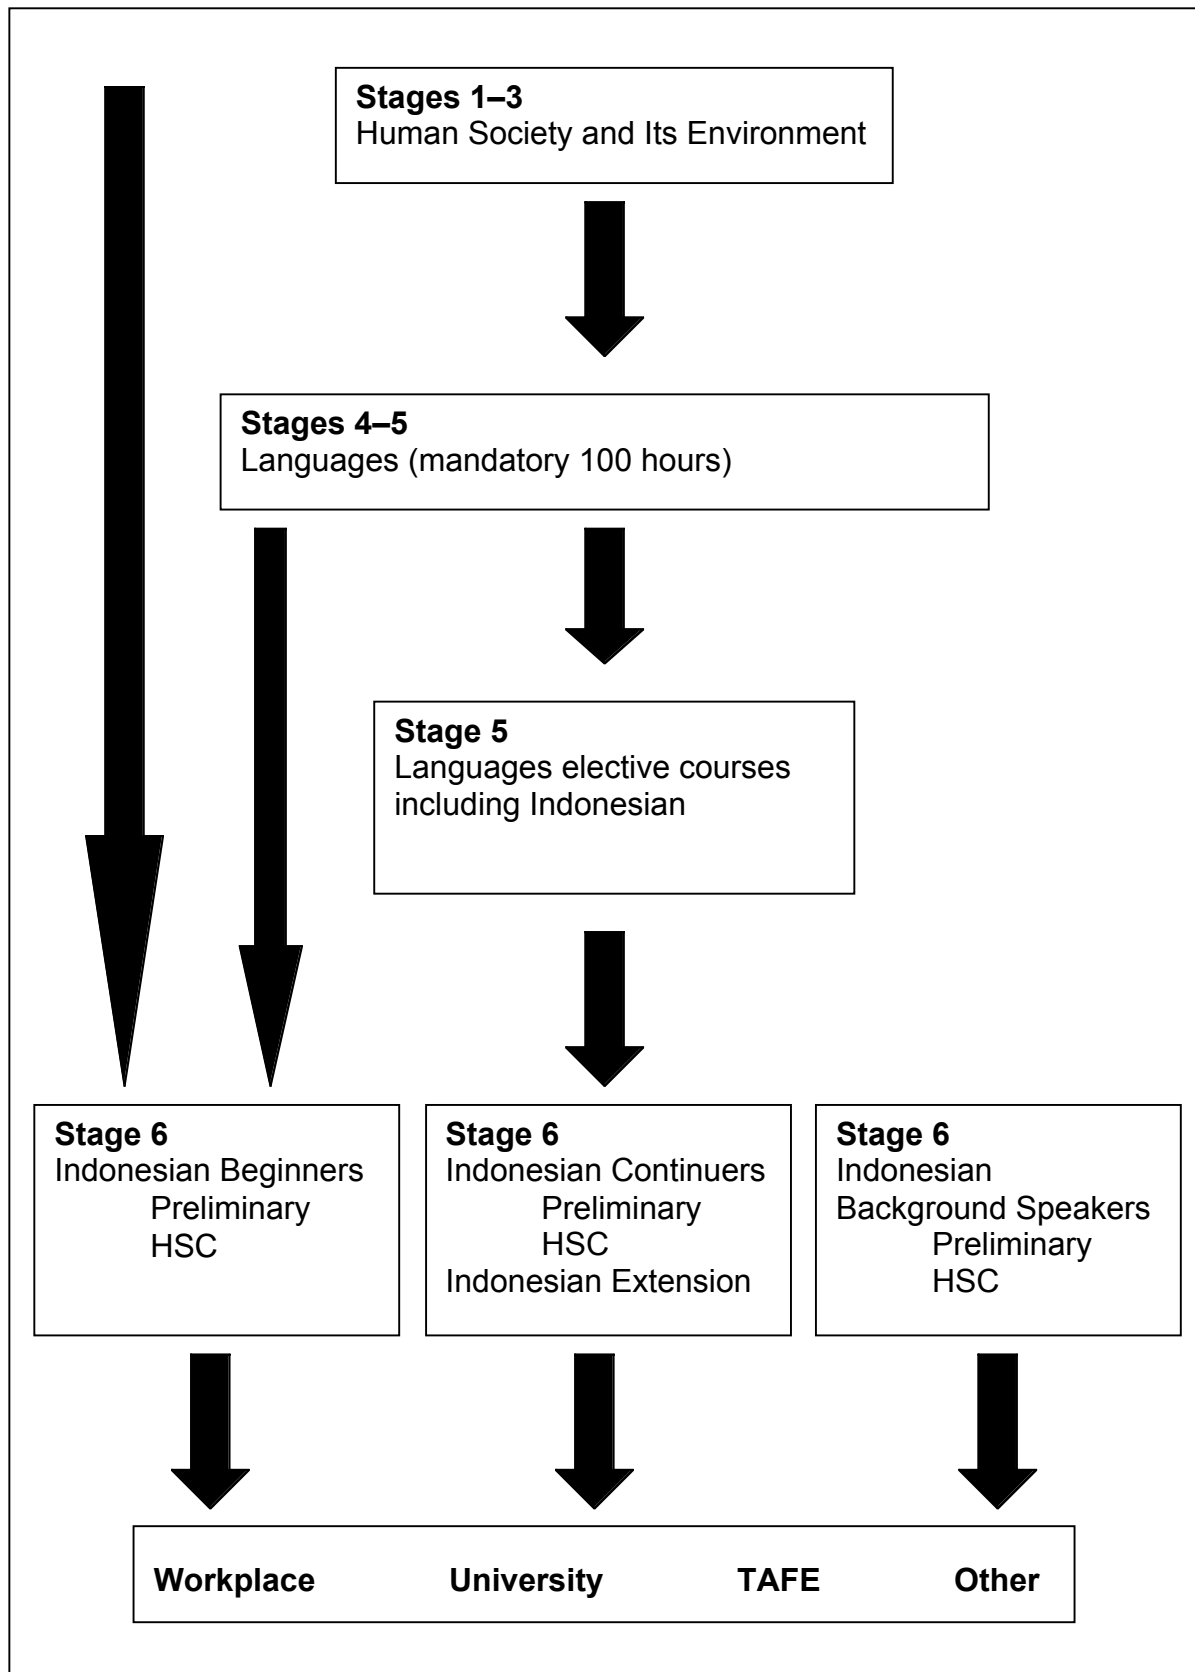 Stages 1–3
Human Society and Its Environment
Stages 4–5
Languages (mandatory 100 hours)
Stage 5
Languages elective courses
including Indonesian
Stage 6
Indonesian Beginners
Preliminary
HSC
Stage 6
Indonesian Continuers
Preliminary
HSC
Indonesian Extension
Stage 6
Indonesian
Background Speakers
Preliminary
HSC
Workplace University TAFE Other